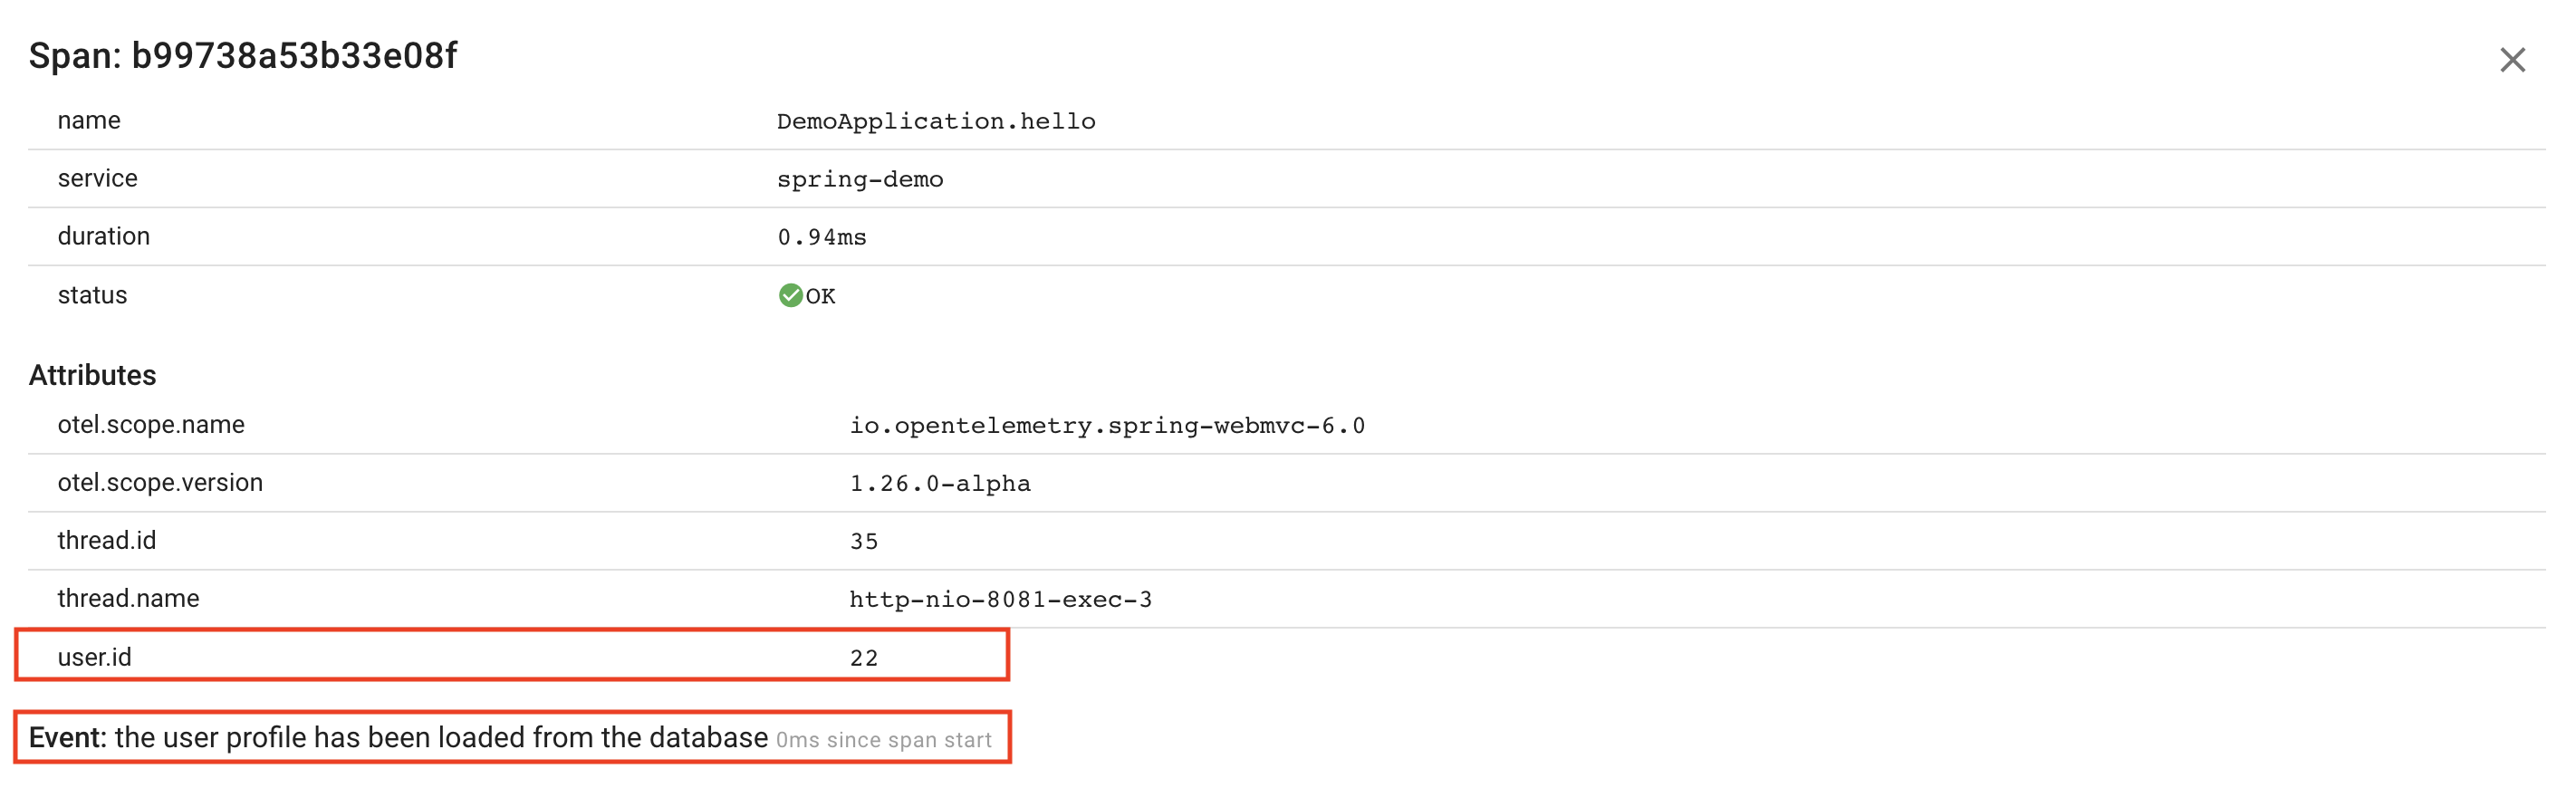 Span: b99738a53b33e08f
name DemoApplication.hello
service spring-demo
duration 0.94ms
status OK
Attributes
otel.scope.name io.opentelemetry.spring-webmvc-6.0
otel.scope.version 1.26.0-alpha
thread.id 35
thread.name http-nio-8081-exec-3
user.id 22
Event: the user profile has been loaded from the database 0ms since span start